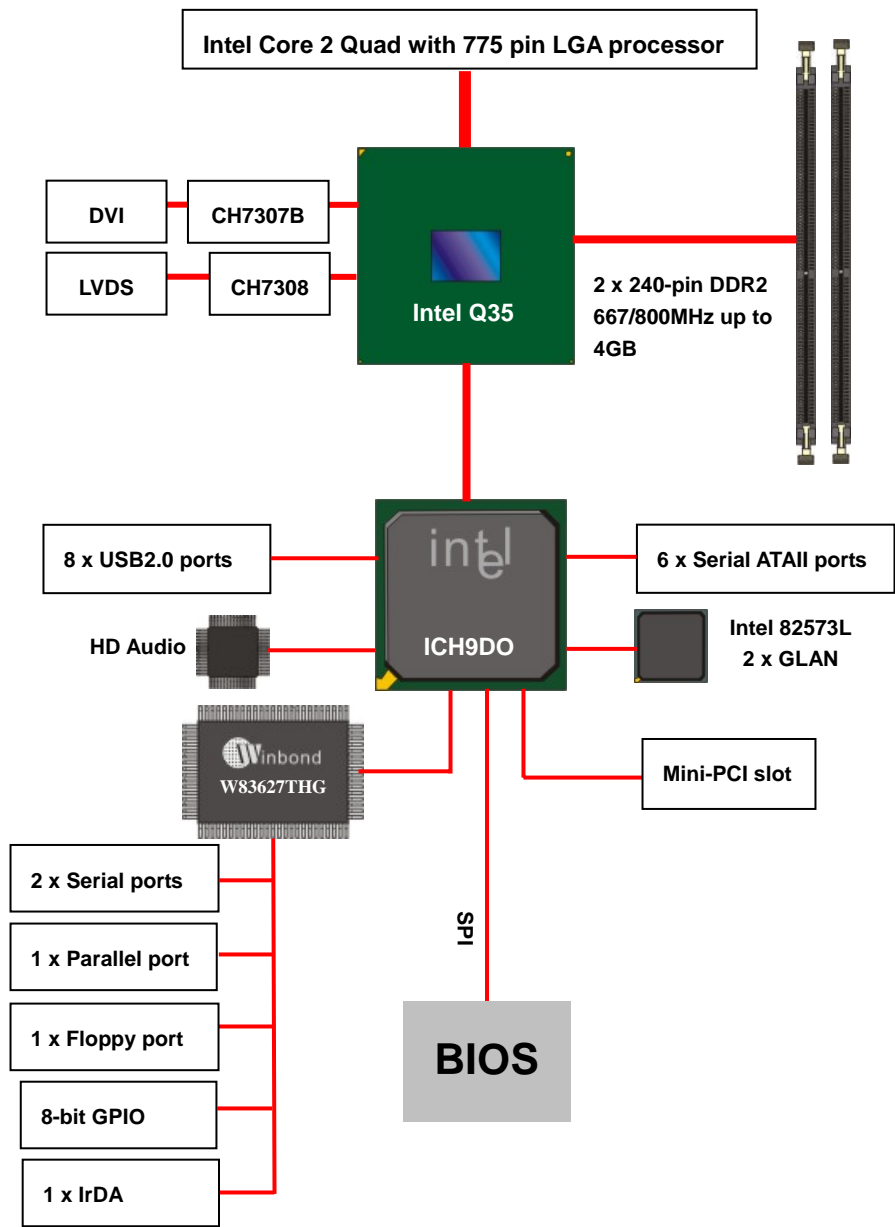 Intel Core 2 Quad with 775 pin LGA processor
DVI
CH7307B
LVDS
CH7308
Intel Q35
2 x 240-pin DDR2
667/800MHz up to
4GB
8 x USB2.0 ports
intel
6 x Serial ATAII ports
HD Audio
ICH9DO
Intel 82573L
2 x GLAN
Winbond
W83627THG
Mini-PCI slot
2 x Serial ports
SPI
1 x Parallel port
1 x Floppy port
BIOS
8-bit GPIO
1 x IrDA